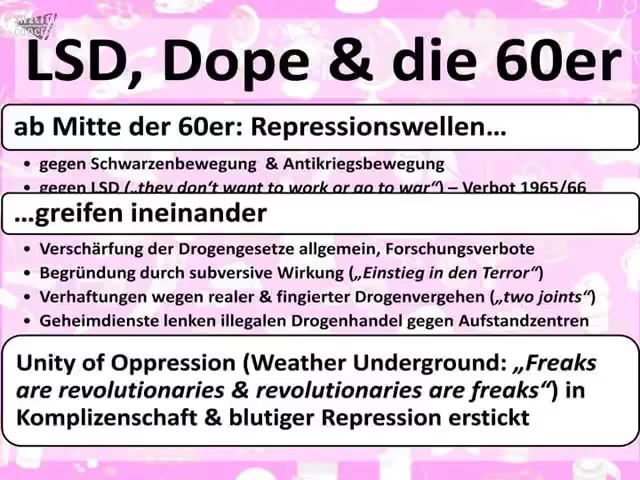 LSD, Dope & die 60er
ab Mitte der 60er: Repressionswellen...
• gegen Schwarzenbewegung & Antikriegsbewegung
• gegen LSD („they don‘t want to work or go to war“) – Verbot 1965/66
...greifen ineinander
• Verschärfung der Drogengesetze allgemein, Forschungsverbote
• Begründung durch subversive Wirkung („Einstieg in den Terror“)
• Verhaftungen wegen realer & fingierter Drogenvergehen („two joints“)
• Geheimdienste lenken illegalen Drogenhandel gegen Aufstandzentren
Unity of Oppression (Weather Underground: „Freaks
are revolutionaries & revolutionaries are freaks“) in
Komplizenschaft & blutiger Repression erstickt